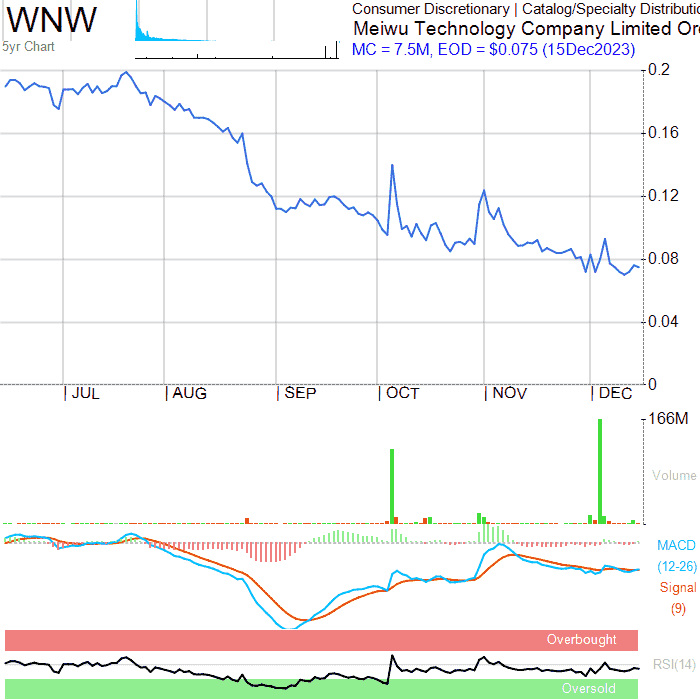 WNW
5yr Chart
Consumer Discretionary | Catalog/Specialty Distributio
Meiwu Technology Company Limited Or
MC = 7.5M, EOD = $0.075 (15Dec2023)
0.2
0.16
0.12
0.08
0.04
0
| JUL | AUG | SEP | OCT | NOV | DEC
166M
Volume
MACD
(12-26)
Signal
(9)
Overbought
RSI(14)
Oversold